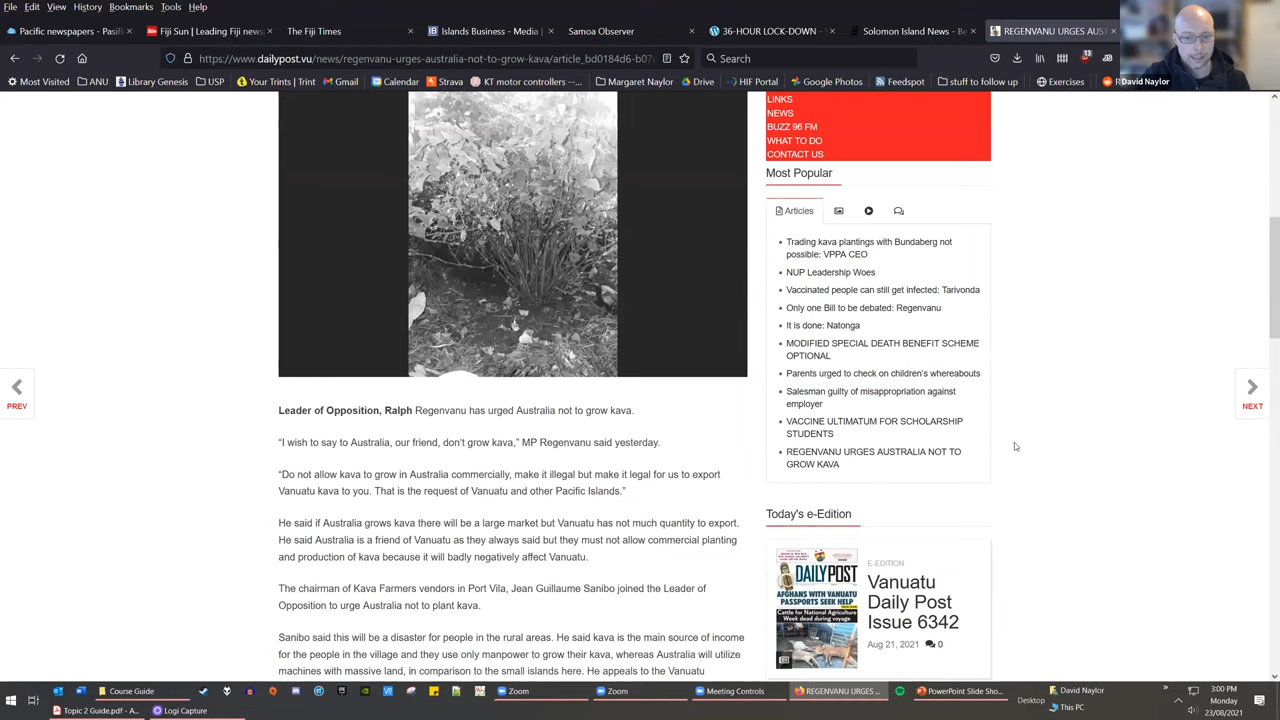 File Edit View History Bookmarks Tools Help
Pacific newspapers - Pasifi
Fiji Sun | Leading Fiji news
The Fiji Times
Islands Business - Media |
Samoa Observer
36-HOUR LOCK-DOWN -
Solomon Island News - Be
REGENVANU URGES AUST
https://www.dailypost.vu/news/regenvanu-urges-australia-not-to-grow-kava/article_bd0184d6-b07
Search
13
Most Visited
ANU
Library Genesis
USP
Your Trints | Trint
Gmail
Calendar
Strava
KT motor controllers -
Margaret Naylor
Drive
HIF Portal
Google Photos
Feedspot
stuff to follow up
Exercises
David Naylor
LINKS
NEWS
BUZZ 96 FM
WHAT TO DO
CONTACT US
Most Popular
Articles
Trading kava plantings with Bundaberg not
possible: VPPA CEO
NUP Leadership Woes
Vaccinated people can still get infected: Tarivonda
Only one Bill to be debated: Regenvanu
It is done: Natonga
MODIFIED SPECIAL DEATH BENEFIT SCHEME
OPTIONAL
Parents urged to check on children's whereabouts
Salesman guilty of misappropriation against
employer
VACCINE ULTIMATUM FOR SCHOLARSHIP
STUDENTS
REGENVANU URGES AUSTRALIA NOT TO
GROW KAVA
PREV
NEXT
Leader of Opposition, Ralph Regenvanu has urged Australia not to grow kava.
“I wish to say to Australia, our friend, don’t grow kava,” MP Regenvanu said yesterday.
“Do not allow kava to grow in Australia commercially, make it illegal but make it legal for us to export
Vanuatu kava to you. That is the request of Vanuatu and other Pacific Islands.”
He said if Australia grows kava there will be a large market but Vanuatu has not much quantity to export.
He said Australia is a friend of Vanuatu as they always said but they must not allow commercial planting
and production of kava because it will badly negatively affect Vanuatu.
The chairman of Kava Farmers vendors in Port Vila, Jean Guillaume Sanibo joined the Leader of
Opposition to urge Australia not to plant kava.
Sanibo said this will be a disaster for people in the rural areas. He said kava is the main source of income
for the people in the village and they use only manpower to grow their kava, whereas Australia will utilize
machines with massive land, in comparison to the small islands here. He appeals to the Vanuatu
Today's e-Edition
DAILY POST
AFGHANS WITH VANUATU
PASSPORTS SEEK HELP
Cattle for National Agriculture
Week dead during voyage
E-EDITION
Vanuatu
Daily Post
Issue 6342
Aug 21, 2021
0
Course Guide
Zoom
Zoom
Meeting Controls
REGENVANU URGES ...
PowerPoint Slide Sho...
Desktop
David Naylor
This PC
Topic 2 Guide.pdf - A...
Logi Capture
3:00 PM
Monday
23/08/2021